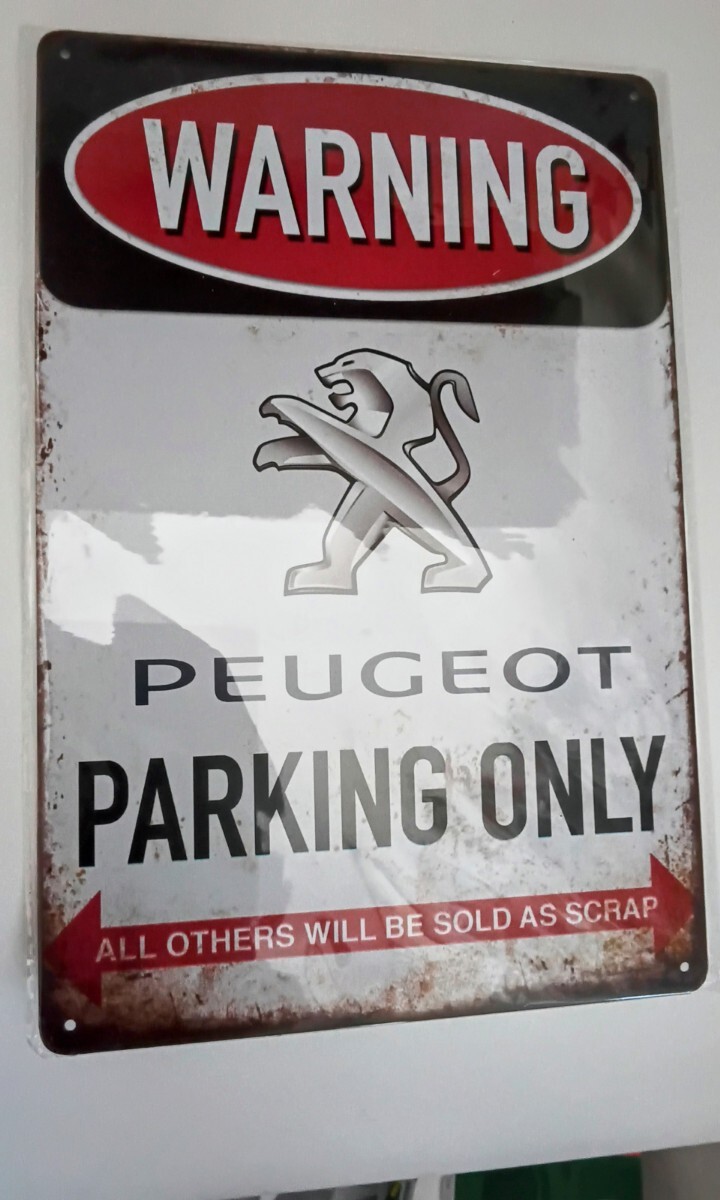 WARNING
PEUGEOT
PARKING ONLY
ALL OTHERS WILL BE SOLD AS SCRAP